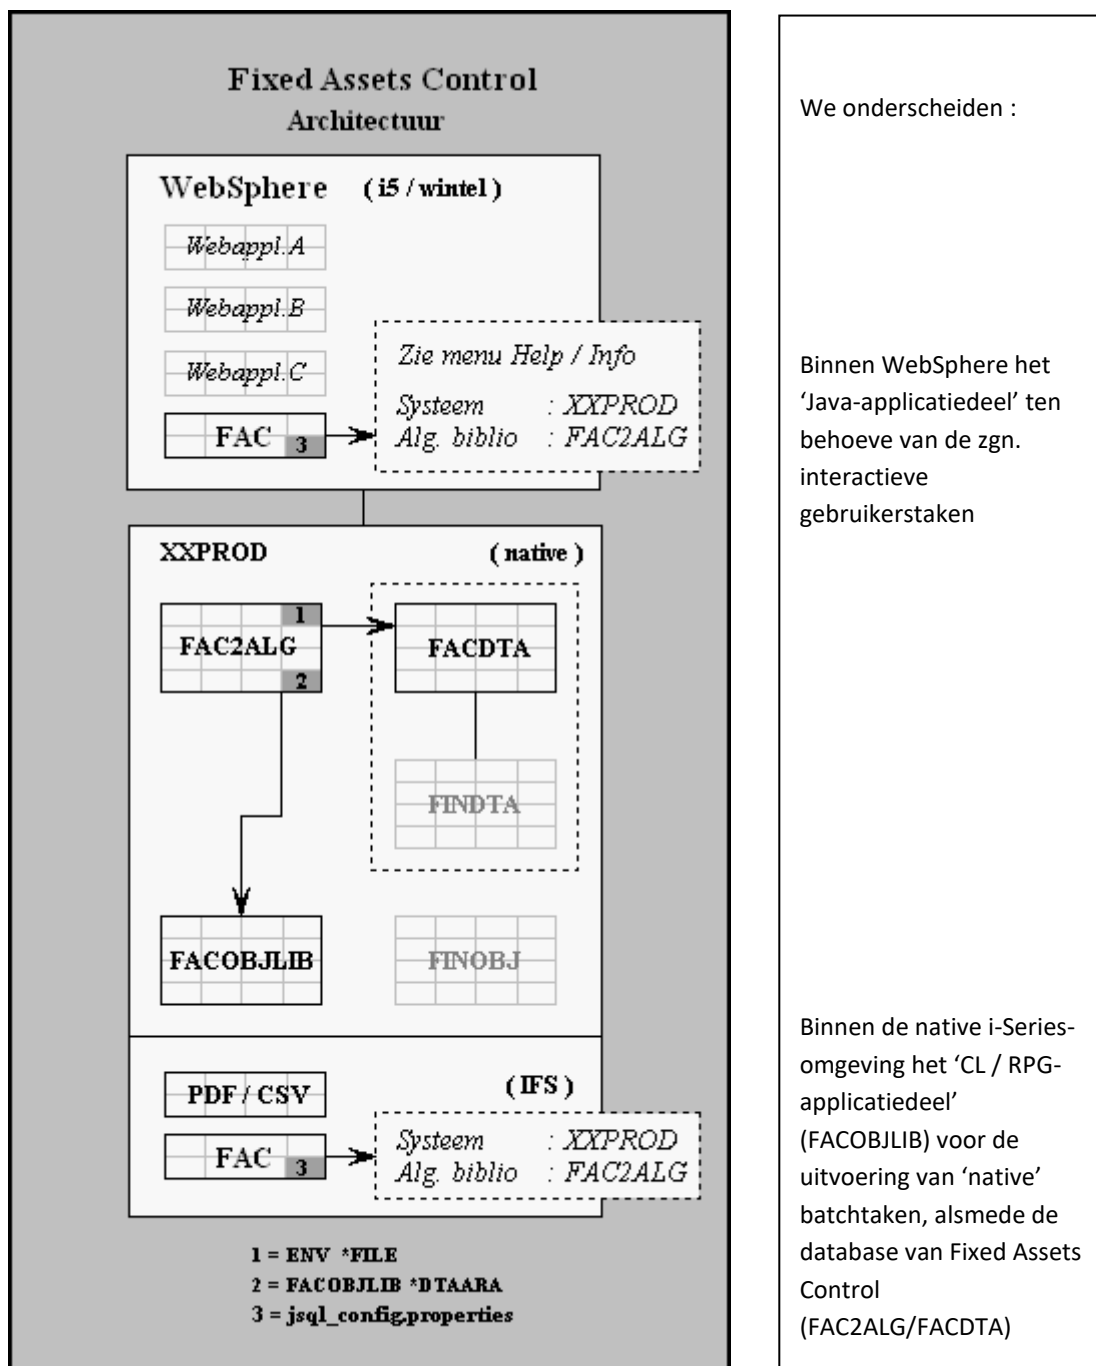 Fixed Assets Control
Architectuur
WebSphere ( i5 / wintel )
Webappl.A
Webappl.B
Webappl.C
FAC 3
Zie menu Help / Info
Systeem : XXPROD
Alg. biblio : FAC2ALG
XXPROD ( native )
1
FAC2ALG
2
FACDTA
FINDTA
FACOBJLIB
FINOBJ
PDF / CSV
( IFS )
FAC 3
Systeem : XXPROD
Alg. biblio : FAC2ALG
1 = ENV *FILE
2 = FACOBJLIB *DTAARA
3 = jsql_config.properties
We onderscheiden :
Binnen WebSphere het
‘Java-applicatiedeel’ ten
behoeve van de zgn.
interactieve
gebruikerstaken
Binnen de native i-Series-
omgeving het ‘CL / RPG-
applicatiedeel’
(FACOBJLIB) voor de
uitvoering van ‘native’
batchtaken, alsmede de
database van Fixed Assets
Control
(FAC2ALG/FACDTA)